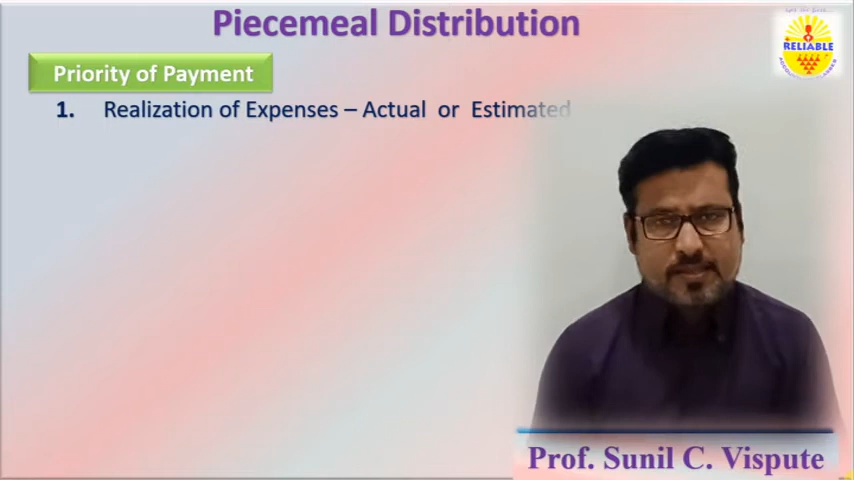 Piecemeal Distribution
Priority of Payment
1. Realization of Expenses – Actual or Estimated
RELIABLE
Prof. Sunil C. Vispute